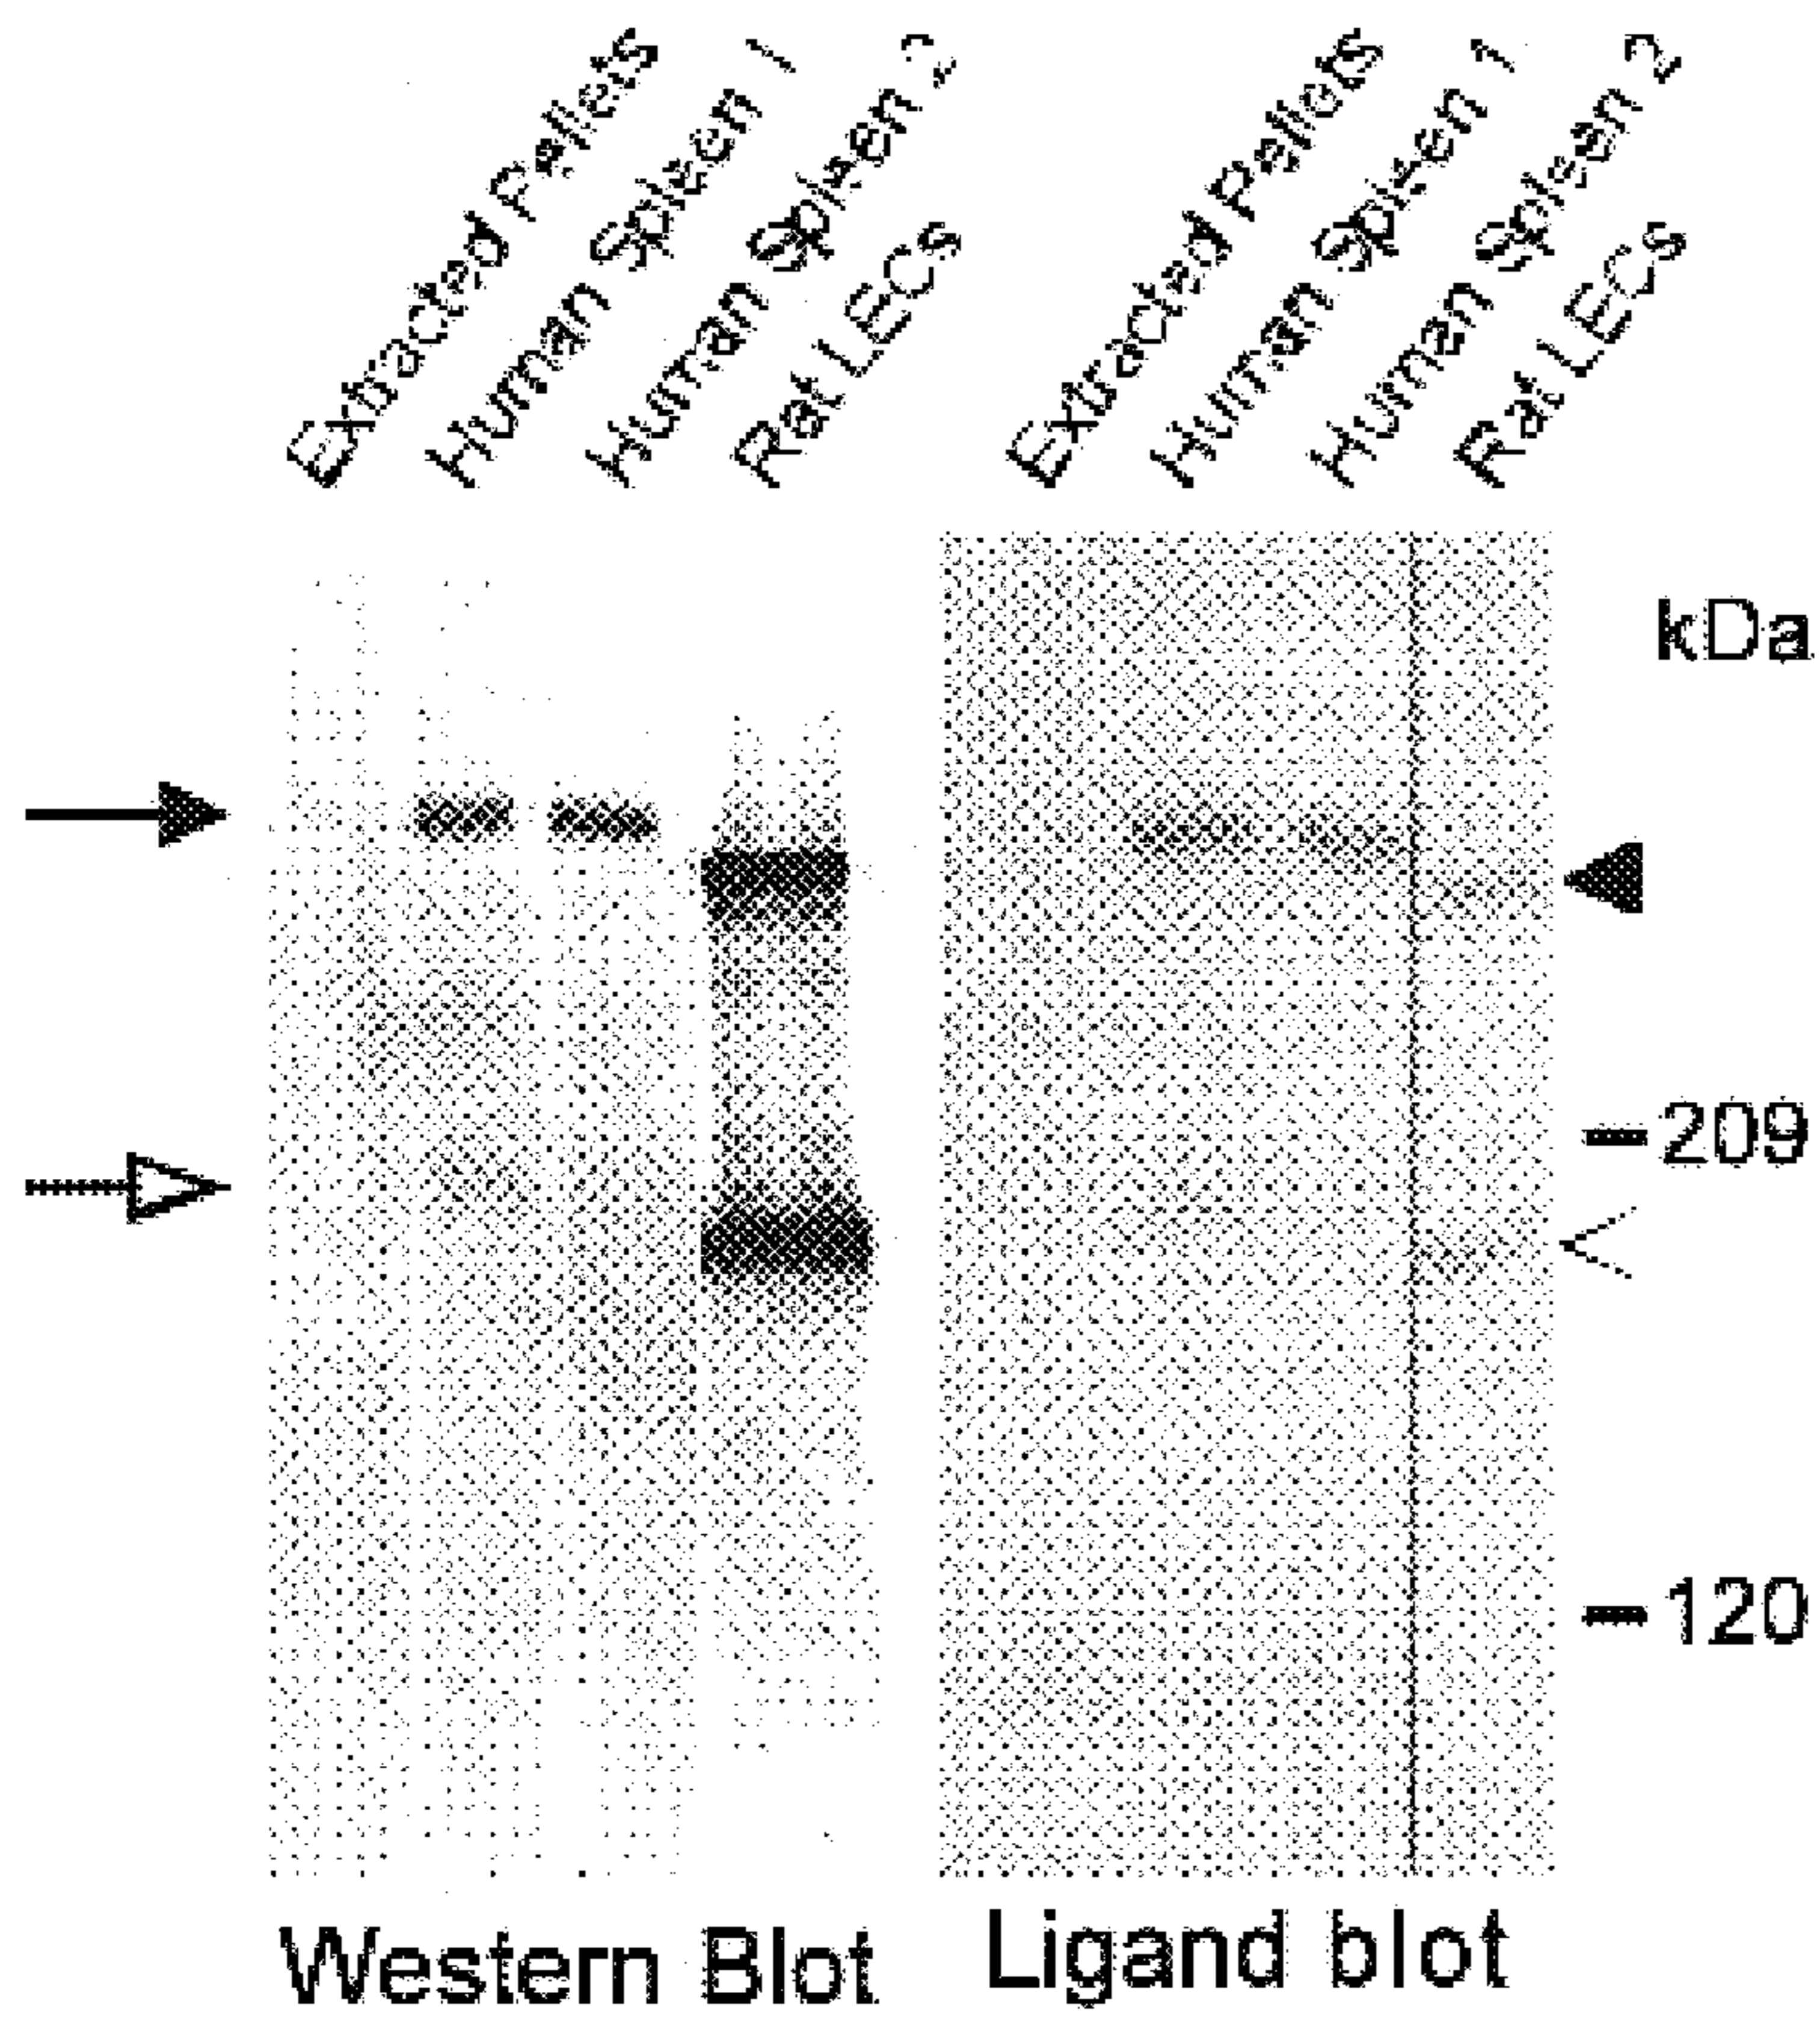 Extracted Pellets
Human Spleen 1
Human Spleen 2
Rat LECs
Extracted Pellets
Human Spleen 1
Human Spleen 2
Rat LECs
kDa
209
120
Western Blot
Ligand blot